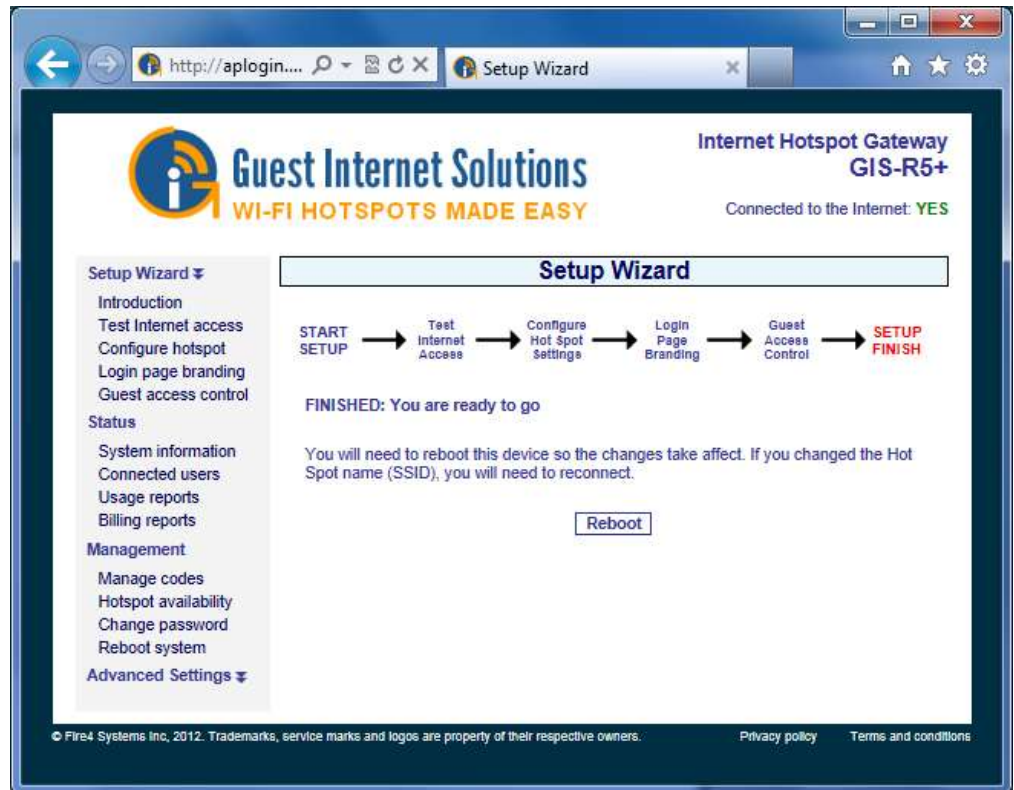 http://aplogin....
Setup Wizard
Guest Internet Solutions
WI-FI HOTSPOTS MADE EASY
Internet Hotspot Gateway
GIS-R5+
Connected to the Internet: YES
Setup Wizard
Introduction
Test Internet access
Configure hotspot
Login page branding
Guest access control
Status
System information
Connected users
Usage reports
Billing reports
Management
Manage codes
Hotspot availability
Change password
Reboot system
Advanced Settings
Setup Wizard
START
SETUP
Test
Internet
Access
Configure
Hot Spot
Settings
Login
Page
Branding
Guest
Access
Control
SETUP
FINISH
FINISHED: You are ready to go
You will need to reboot this device so the changes take affect. If you changed the Hot
Spot name (SSID), you will need to reconnect.
Reboot
© Fire4 Systems Inc, 2012. Trademarks, service marks and logos are property of their respective owners.
Privacy policy
Terms and conditions